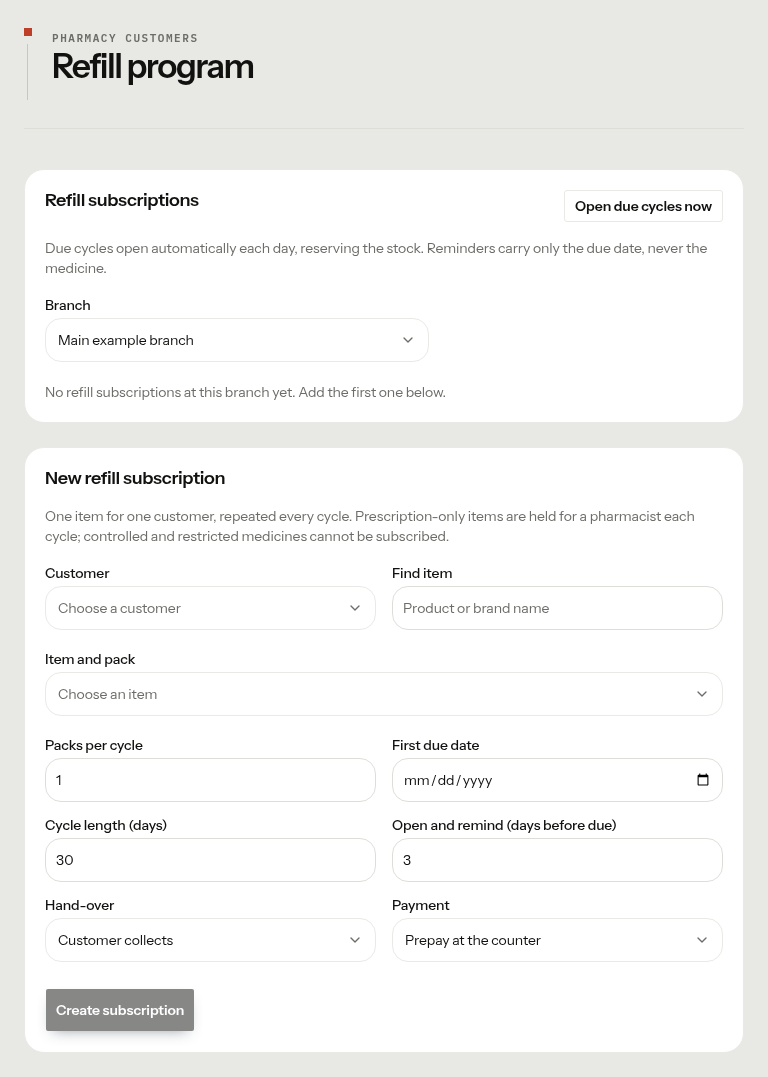 PHARMACY CUSTOMERS
Refill program
Refill subscriptions
Open due cycles now
Due cycles open automatically each day, reserving the stock. Reminders carry only the due date, never the
medicine.
Branch
Main example branch
No refill subscriptions at this branch yet. Add the first one below.
New refill subscription
One item for one customer, repeated every cycle. Prescription-only items are held for a pharmacist each
cycle; controlled and restricted medicines cannot be subscribed.
Customer
Find item
Choose a customer
Product or brand name
Item and pack
Choose an item
Packs per cycle
First due date
1
mm/dd/yyyy
Cycle length (days)
Open and remind (days before due)
30
3
Hand-over
Payment
Customer collects
Prepay at the counter
Create subscription